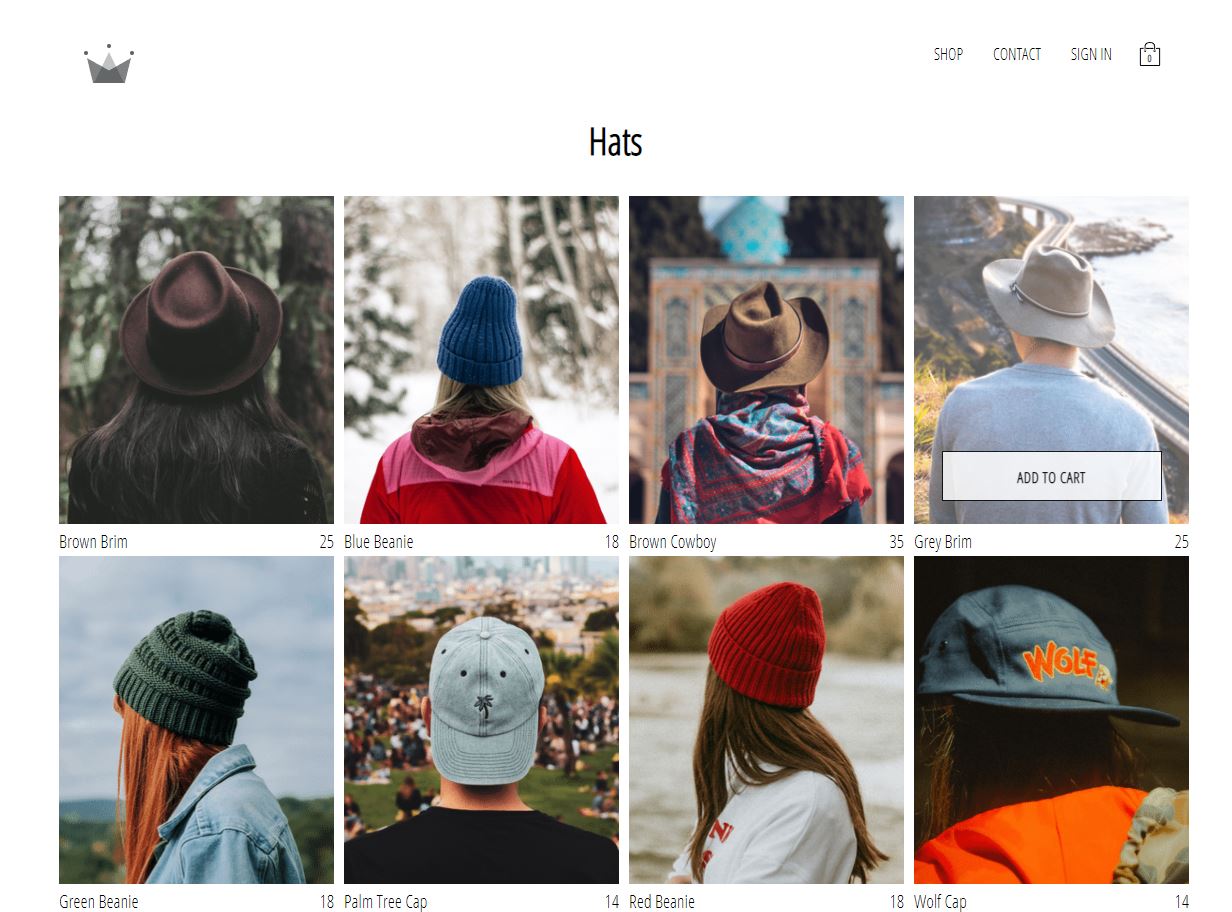 SHOP CONTACT SIGN IN 0
Hats
ADD TO CART
Brown Brim 25 Blue Beanie 18 Brown Cowboy 35 Grey Brim 25
WOLF
Green Beanie 18 Palm Tree Cap 14 Red Beanie 18 Wolf Cap 14